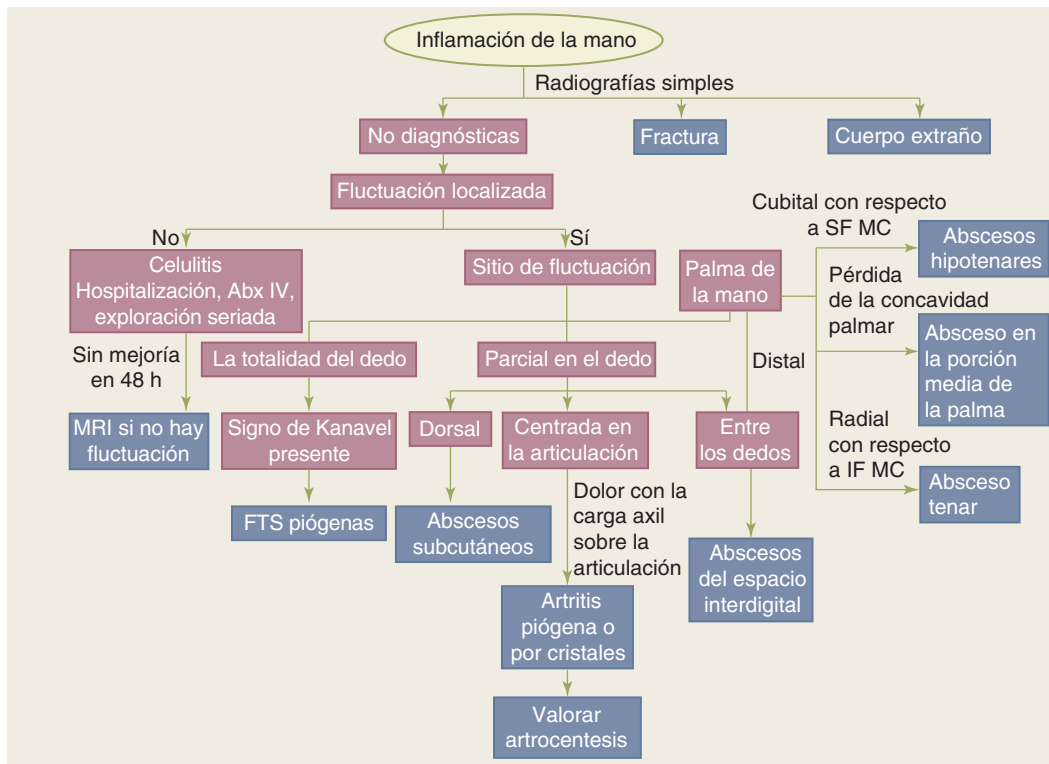 Inflamación de la mano
Radiografías simples
No diagnósticas
Fractura
Cuerpo extraño
Fluctuación localizada
No
Sí
Celulitis
Hospitalización, Abx IV,
exploración seriada
Sitio de fluctuación
Palma de
la mano
Cubital con respecto
a SF MC
Abscesos
hipotenares
Pérdida
de la concavidad
palmar
Absceso en
la porción
media de
la palma
Radial
con respecto
a IF MC
Absceso
tenar
Sin mejoría
en 48 h
MRI si no hay
fluctuación
La totalidad del dedo
Parcial en el dedo
Distal
Signo de Kanavel
presente
Dorsal
Centrada en
la articulación
Entre
los dedos
FTS piógenas
Abscesos
subcutáneos
Dolor con la
carga axil
sobre la
articulación
Abscesos
del espacio
interdigital
Artritis
piógena o
por cristales
Valorar
artrocentesis